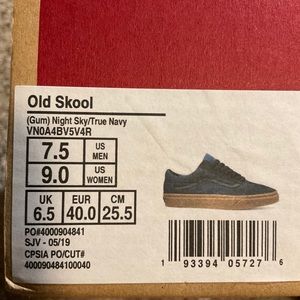 Old Skool
(Gum) Night Sky/True Navy
VN0A4BV5V4R
7.5 US MEN
9.0 US WOMEN
UK EUR CM
6.5 40.0 25.5
PO#4000904841
SJV - 05/19
CPSIA PO/CUT#
400090484100040
1 93394 05727 6